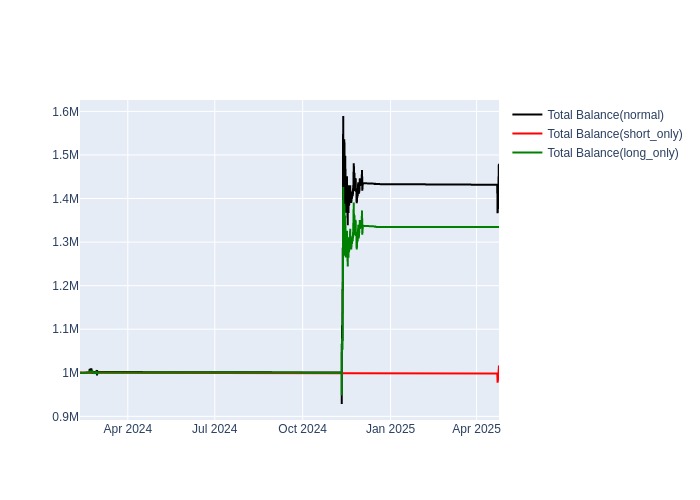 1.6M
1.5M
1.4M
1.3M
1.2M
1.1M
1M
0.9M
Apr 2024
Jul 2024
Oct 2024
Jan 2025
Apr 2025
Total Balance(normal)
Total Balance(short_only)
Total Balance(long_only)